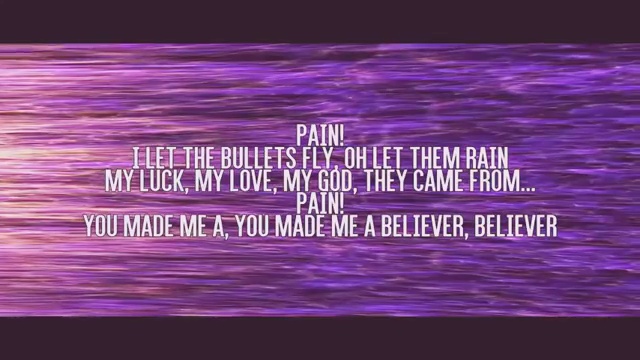 PAIN!
I LET THE BULLETS FLY, OH LET THEM RAIN
MY LUCK, MY LOVE, MY GOD, THEY CAME FROM...
PAIN!
YOU MADE ME A, YOU MADE ME A BELIEVER, BELIEVER